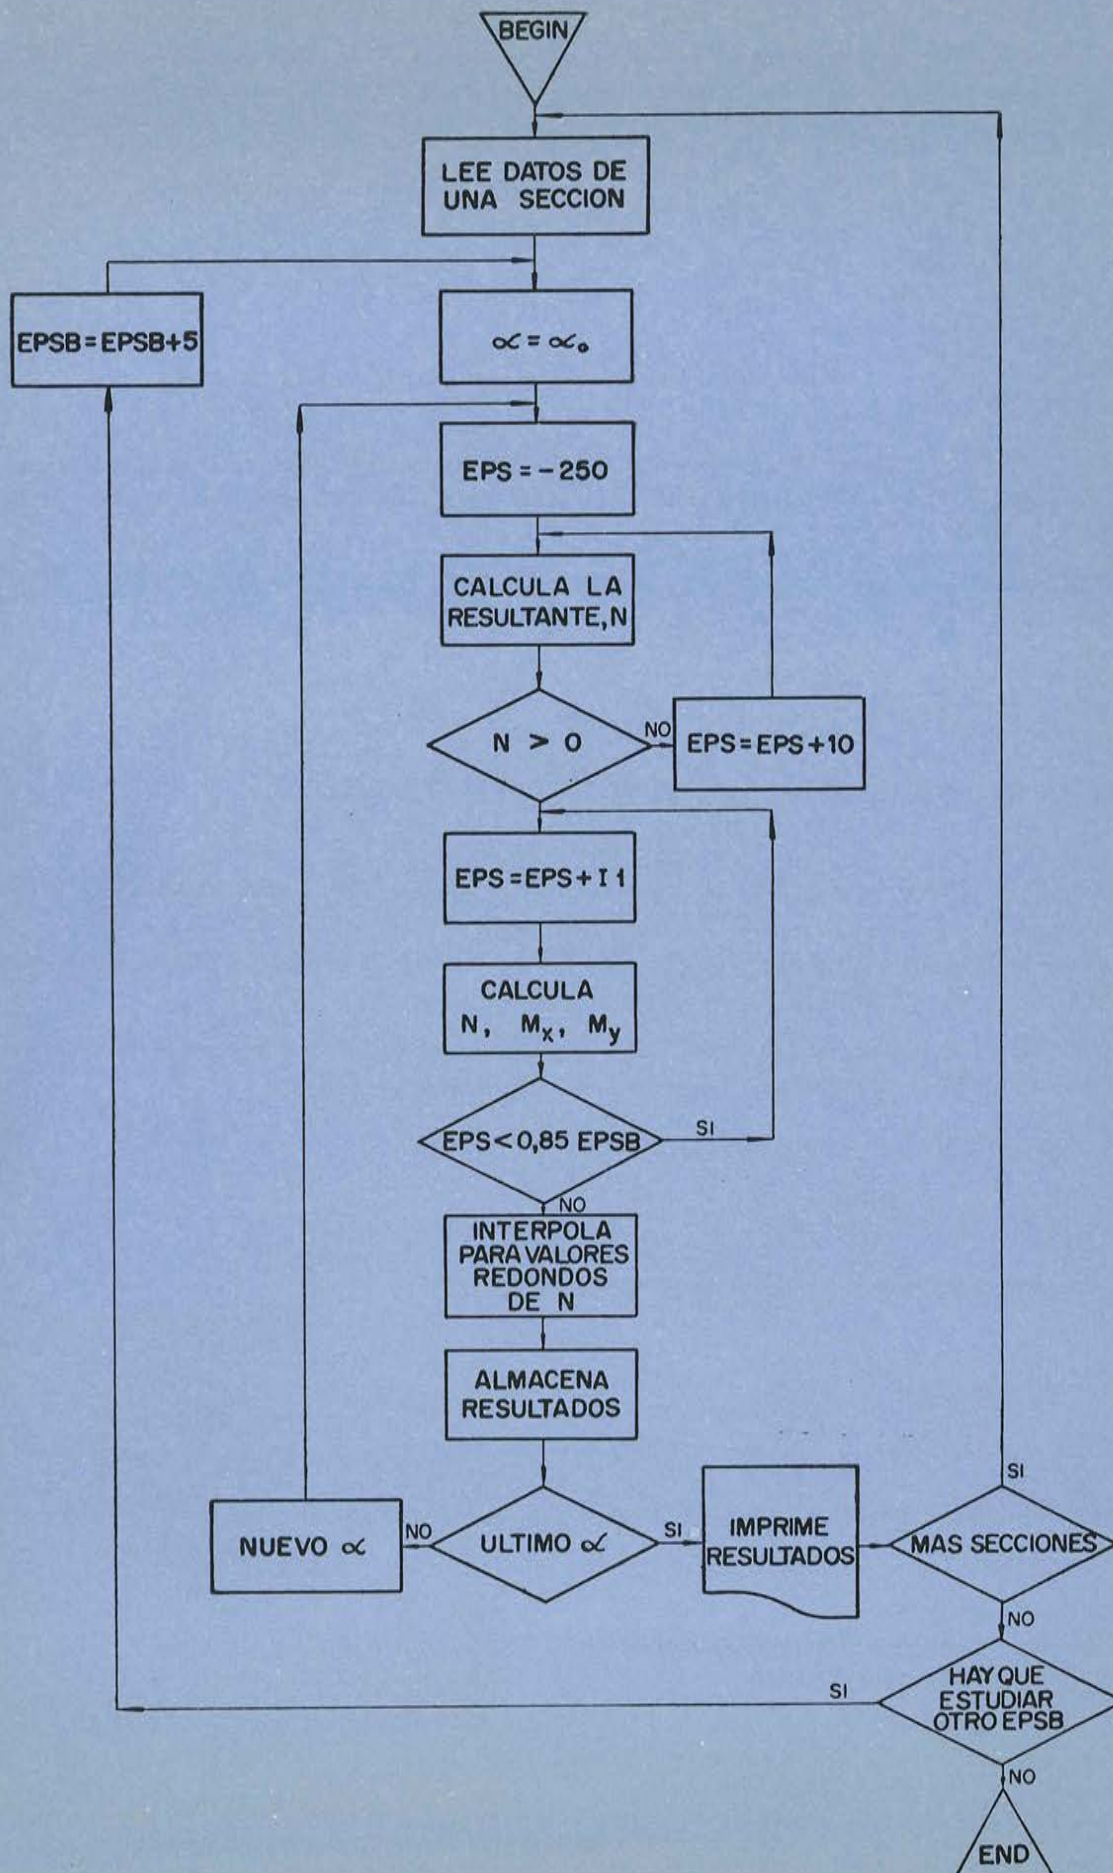 BEGIN
LEE DATOS DE
UNA SECCION
EPSB=EPSB+5
∝=∝₀
EPS=-250
CALCULA LA
RESULTANTE,N
N > 0
NO
EPS=EPS+10
EPS=EPS+I1
CALCULA
N, Mx, My
EPS<0,85 EPSB
SI
NO
INTERPOLA
PARA VALORES
REDONDOS
DE N
ALMACENA
RESULTADOS
NUEVO ∝
NO
ULTIMO ∝
SI
IMPRIME
RESULTADOS
SI
MAS SECCIONES
NO
HAY QUE
ESTUDIAR
OTRO EPSB
SI
NO
END